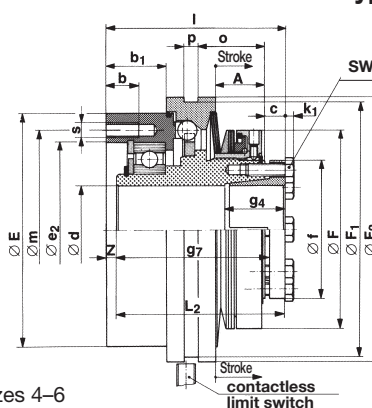 l
b1
p
o
Stroke
b
A
SW
s
c
k1
Ø E
Ø m
Ø e2
Ø d
g4
Ø f
Ø F
Ø F1
Z
g7
L2
Stroke
zes 4–6
contactless
limit switch